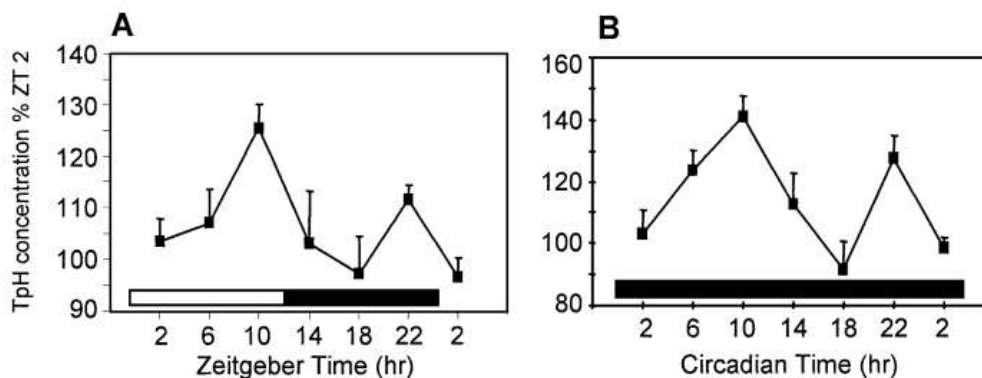 A
TpH concentration % ZT 2
140
130
120
110
100
90
2 6 10 14 18 22 2
Zeitgeber Time (hr)
B
160
140
120
100
80
2 6 10 14 18 22 2
Circadian Time (hr)